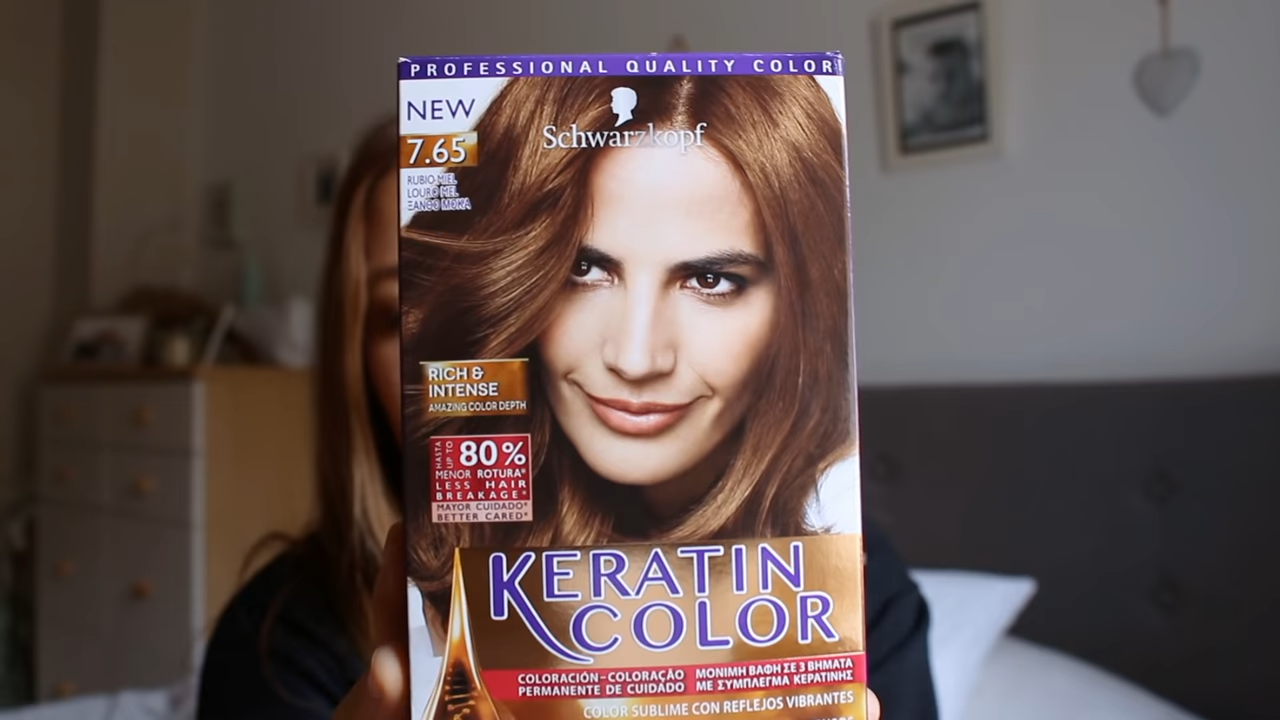 PROFESSIONAL QUALITY COLOR
NEW
Schwarzkopf
7.65
RUBIO MIEL
LOURO MEL
ΞΑΝΘΟ ΜΟΚΑ
RICH &
INTENSE
AMAZING COLOR DEPTH
HASTA
UP TO
80%
MENOR ROTURA*
LESS HAIR
BREAKAGE*
MAYOR CUIDADO*
BETTER CARED*
KERATIN
COLOR
COLORACIÓN-COLORAÇÃO
PERMANENTE DE CUIDADO
ΜΟΝΙΜΗ ΒΑΦΗ ΣΕ 3 ΒΗΜΑΤΑ
ΜΕ ΣΥΜΠΛΕΓΜΑ ΚΕΡΑΤΙΝΗΣ
COLOR SUBLIME CON REFLEJOS VIBRANTES